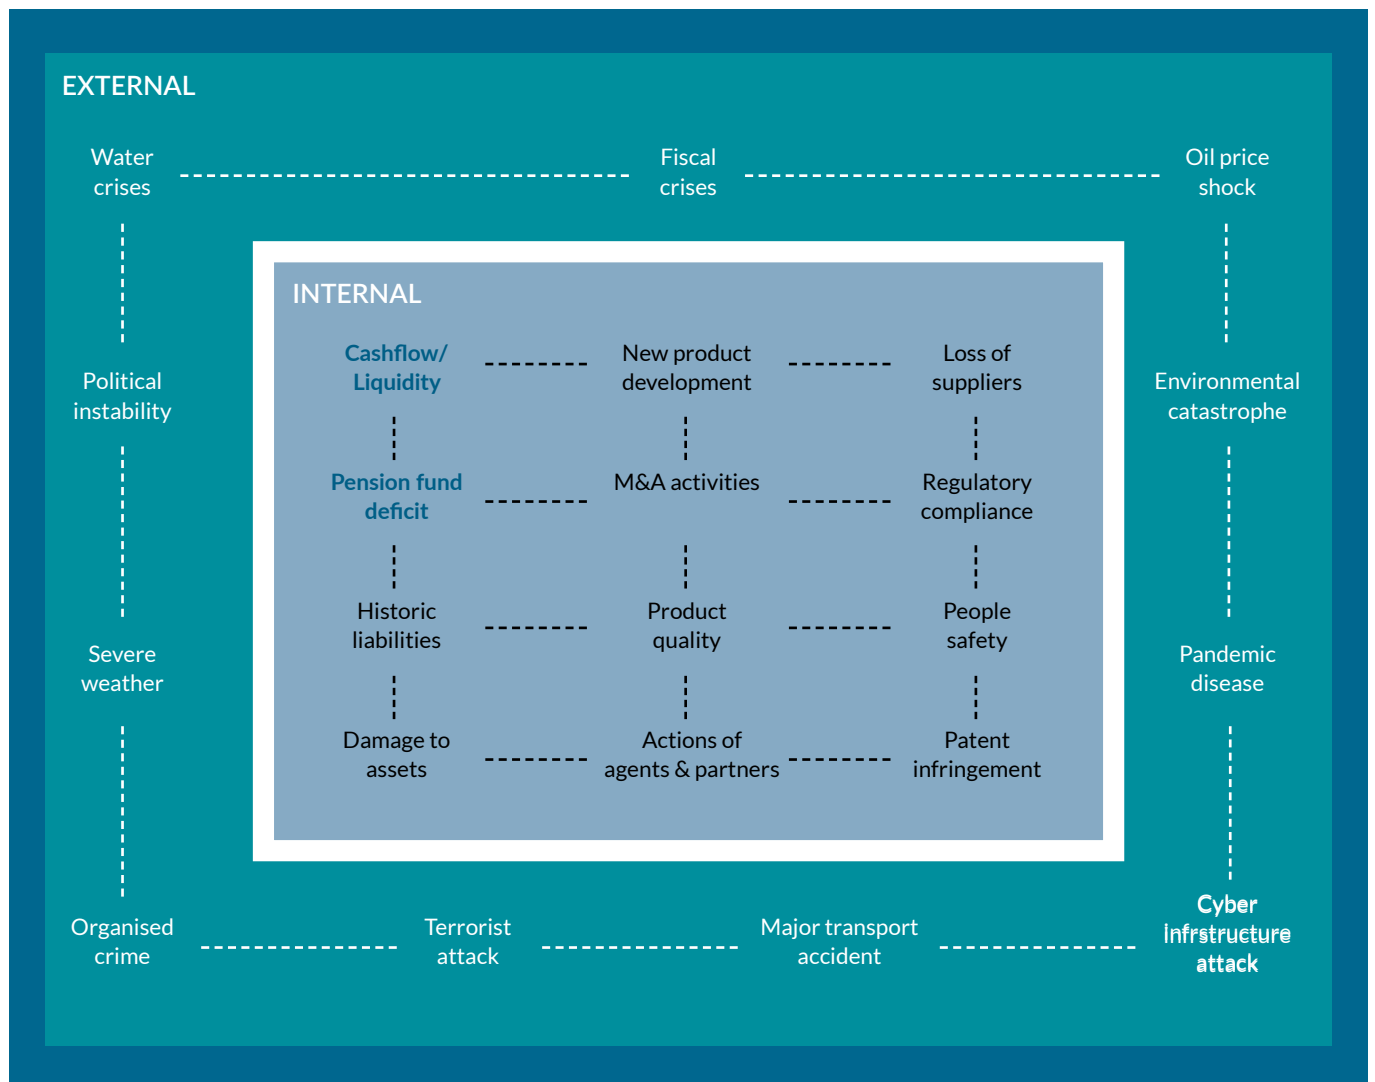 EXTERNAL
Water
crises
Fiscal
crises
Oil price
shock
INTERNAL
Cashflow/
Liquidity
New product
development
Loss of
suppliers
Political
instability
Environmental
catastrophe
Pension fund
deficit
M&A activities
Regulatory
compliance
Historic
liabilities
Product
quality
People
safety
Severe
weather
Pandemic
disease
Damage to
assets
Actions of
agents & partners
Patent
infringement
Organised
crime
Terrorist
attack
Major transport
accident
Cyber
infrstructure
attack